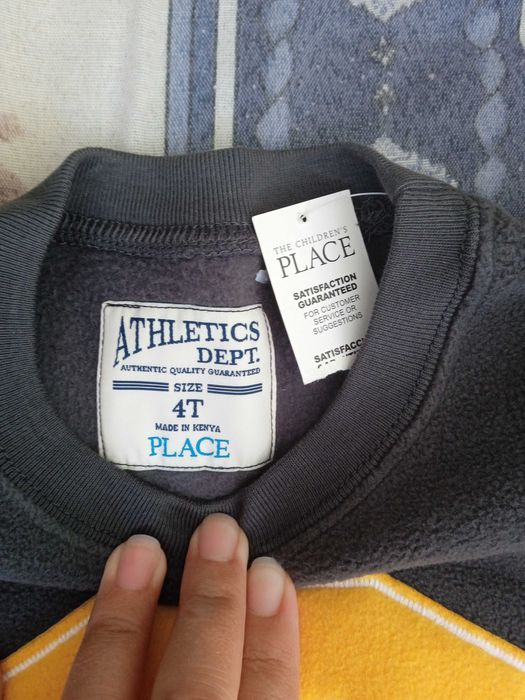 THE CHILDREN'S
PLACE
SATISFACTION
GUARANTEED
FOR CUSTOMER
SERVICE OR
SUGGESTIONS
ATHLETICS
DEPT.
AUTHENTIC QUALITY GUARANTEED
SIZE
4T
MADE IN KENYA
PLACE